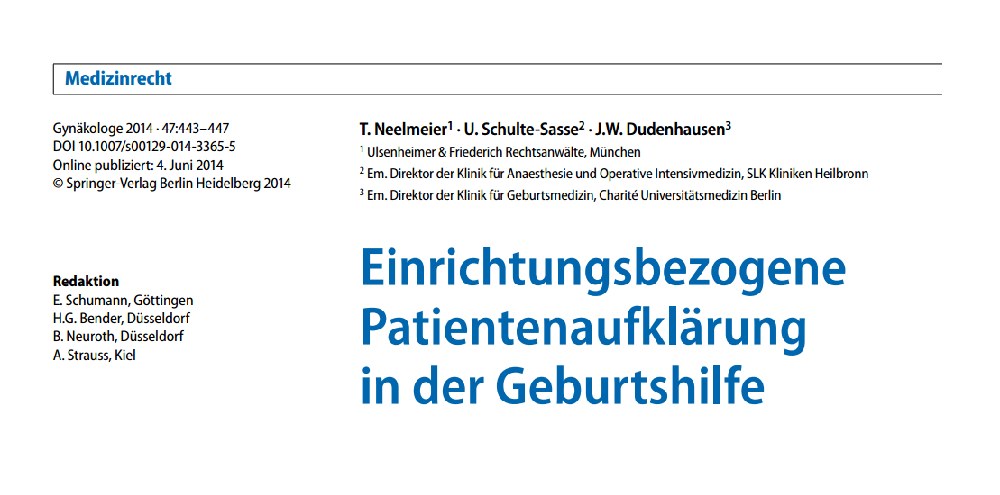 Medizinrecht
Gynäkologe 2014 · 47:443–447
DOI 10.1007/s00129-014-3365-5
Online publiziert: 4. Juni 2014
© Springer-Verlag Berlin Heidelberg 2014
Redaktion
E. Schumann, Göttingen
H.G. Bender, Düsseldorf
B. Neuroth, Düsseldorf
A. Strauss, Kiel
T. Neelmeier¹ · U. Schulte-Sasse² · J.W. Dudenhausen³
¹ Ulsenheimer & Friederich Rechtsanwälte, München
² Em. Direktor der Klinik für Anaesthesie und Operative Intensivmedizin, SLK Kliniken Heilbronn
³ Em. Direktor der Klinik für Geburtsmedizin, Charité Universitätsmedizin Berlin
Einrichtungsbezogene
Patientenaufklärung
in der Geburtshilfe